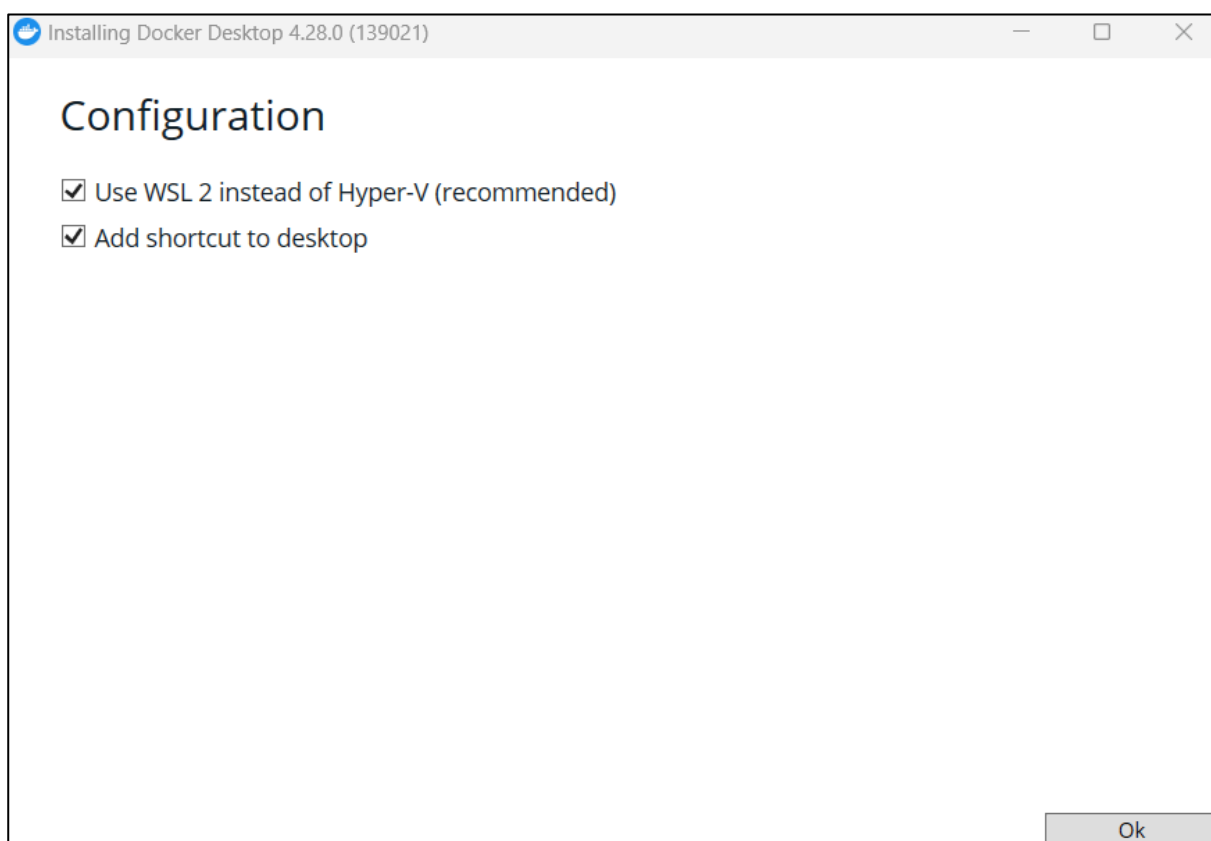 Installing Docker Desktop 4.28.0 (139021)
Configuration
Use WSL 2 instead of Hyper-V (recommended)
Add shortcut to desktop
Ok